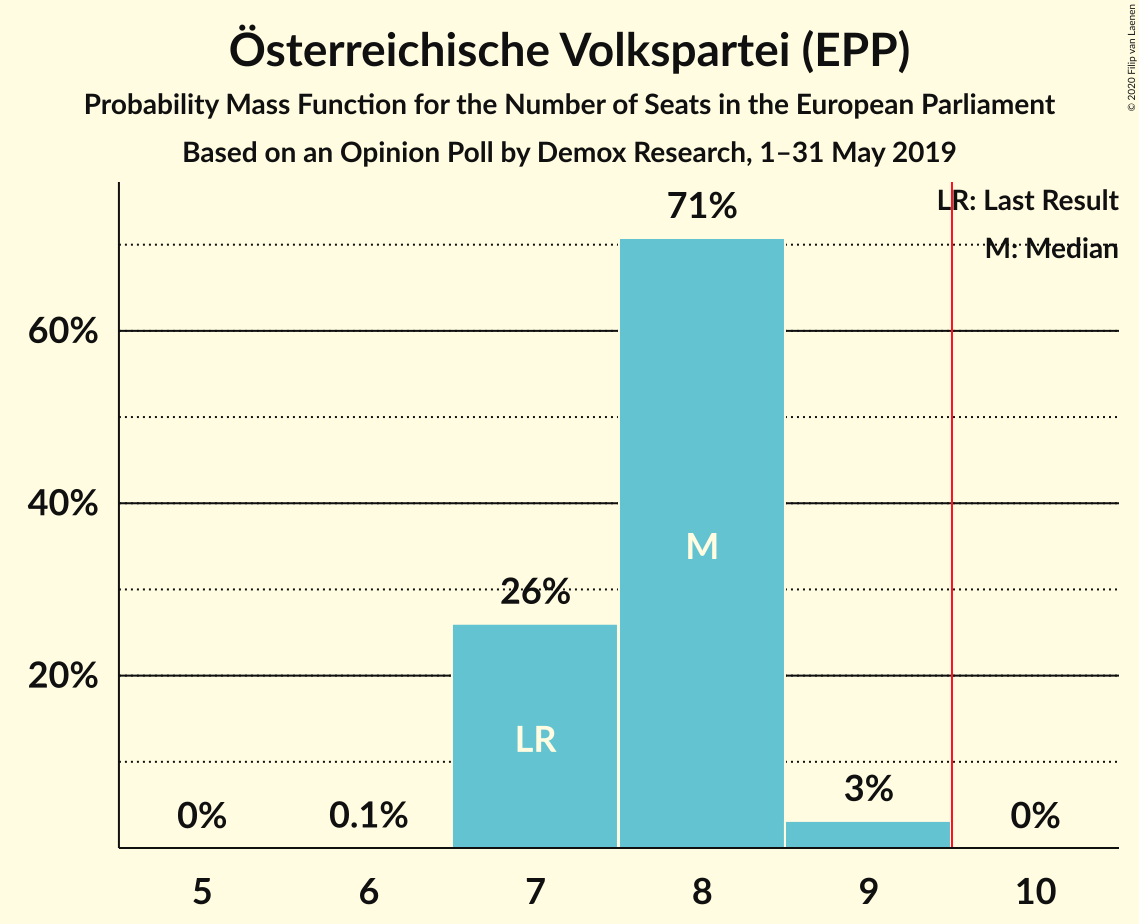 Österreichische Volkspartei (EPP)
Probability Mass Function for the Number of Seats in the European Parliament
Based on an Opinion Poll by Demox Research, 1–31 May 2019
© 2020 Filip van Laenen
LR: Last Result
M: Median
71%
60%
40%
M
26%
20%
LR
3%
0%
0.1%
0%
5 6 7 8 9 10